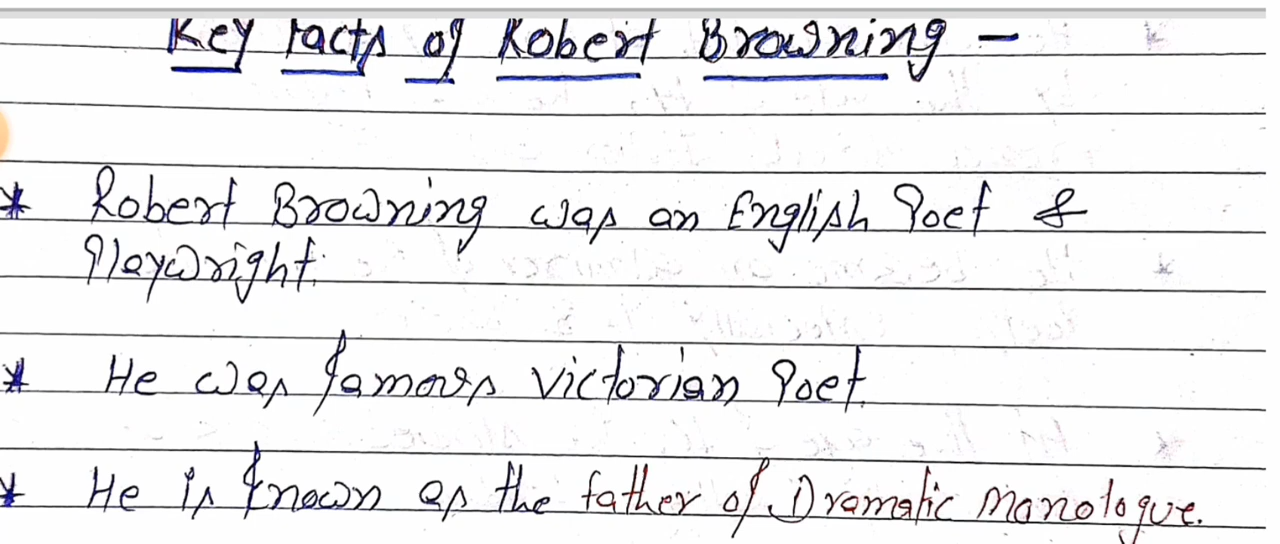 Key facts of Robert Browning -
* Robert Browning was an English Poet &
Playwright.
* He was famous Victorian Poet.
* He is known as the father of Dramatic Monologue.